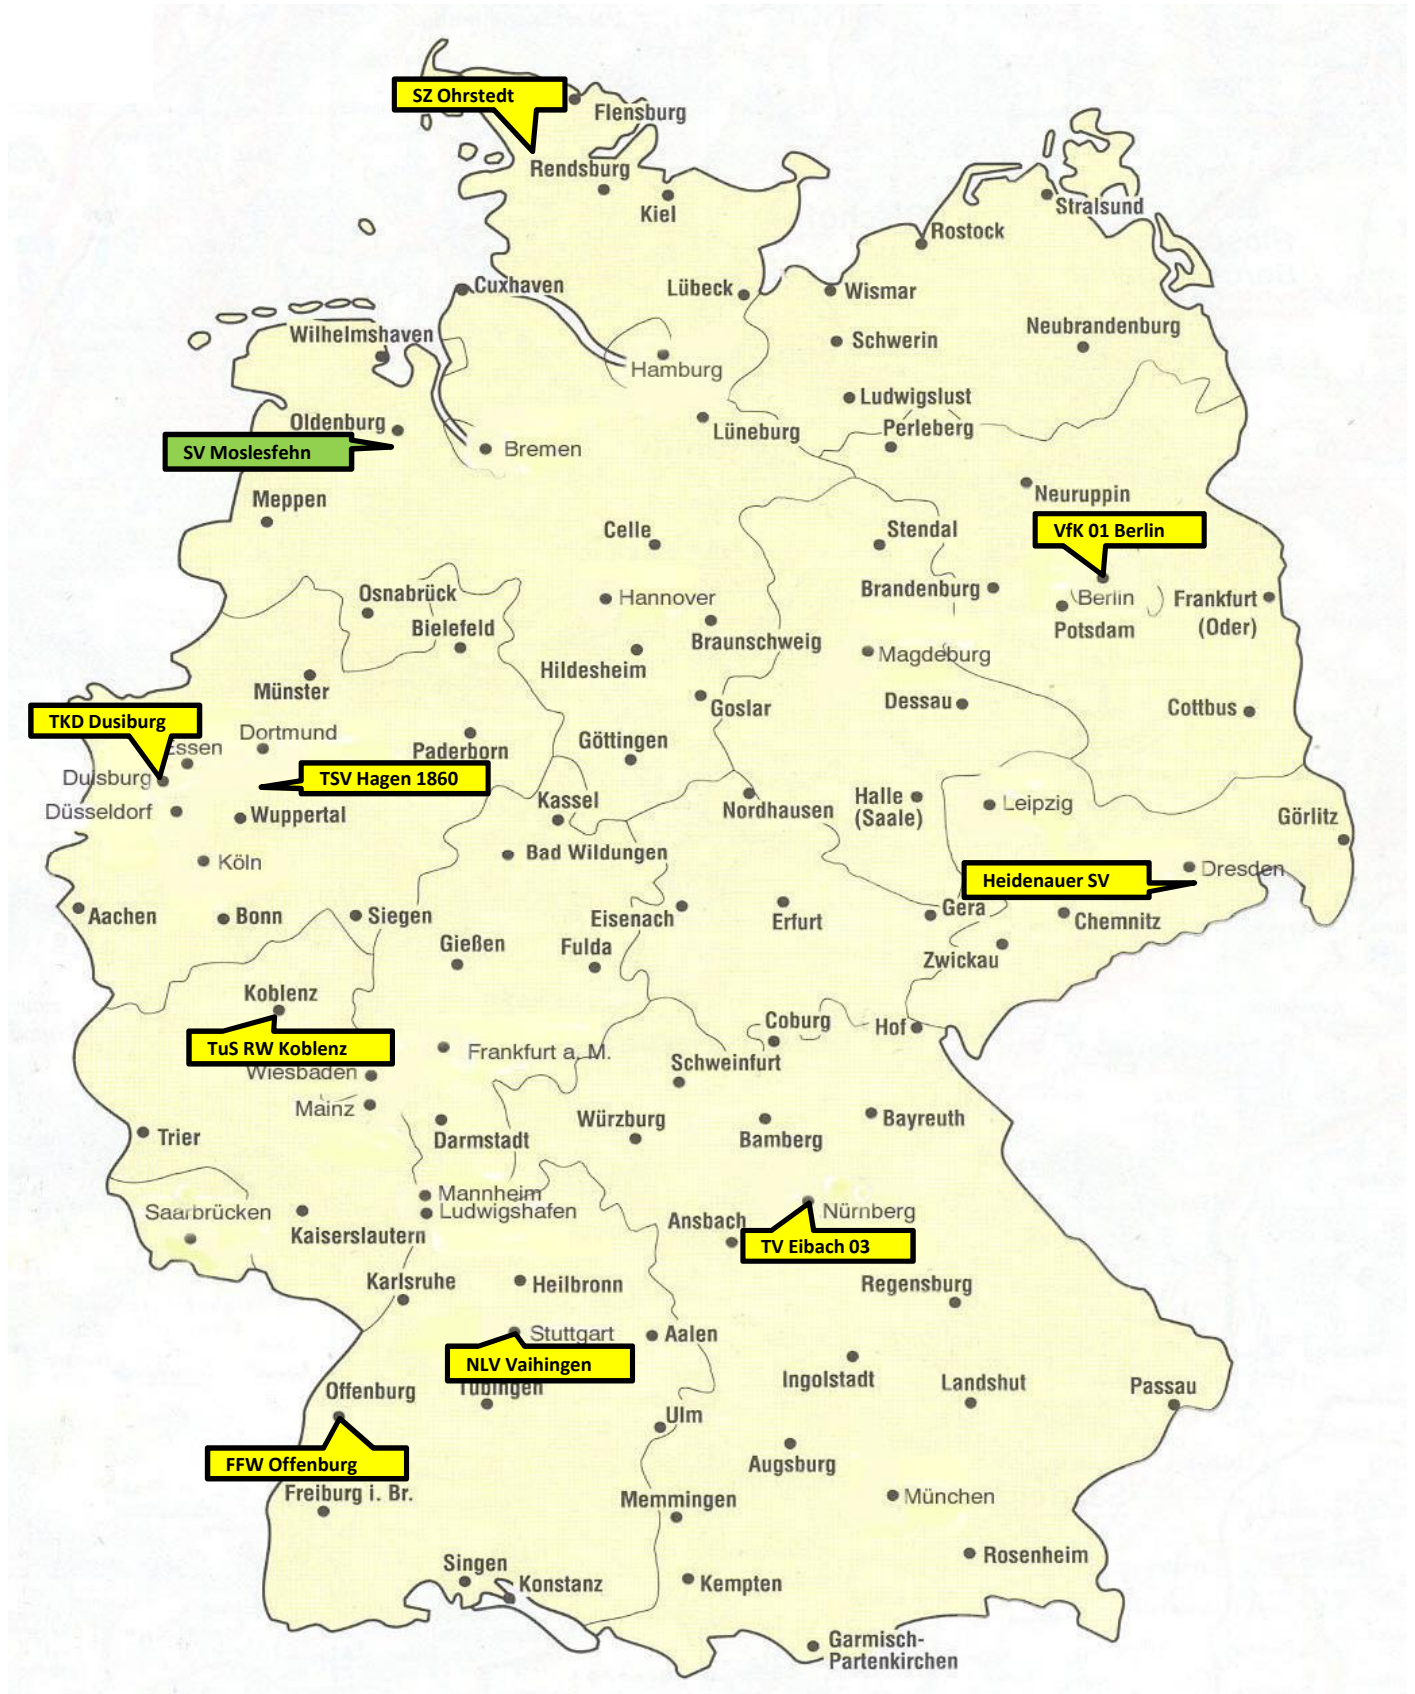 SZ Ohrstedt
Flensburg
Rendsburg
Kiel
Stralsund
Rostock
Cuxhaven
Lübeck
Wismar
Wilhelmshaven
Schwerin
Neubrandenburg
Hamburg
Ludwigslust
Oldenburg
Lüneburg
Perleberg
SV Moslesfehn
Bremen
Meppen
Neuruppin
Celle
Stendal
VfK 01 Berlin
Osnabrück
Hannover
Brandenburg
Berlin
Frankfurt
(Oder)
Potsdam
Bielefeld
Braunschweig
Hildesheim
Magdeburg
Münster
Goslar
Dessau
Cottbus
TKD Dusiburg
Essen
Dortmund
Paderborn
Göttingen
Duisburg
TSV Hagen 1860
Düsseldorf
Wuppertal
Kassel
Nordhausen
Halle
(Saale)
Leipzig
Görlitz
Köln
Bad Wildungen
Dresden
Heidenauer SV
Aachen
Bonn
Siegen
Eisenach
Erfurt
Gera
Chemnitz
Gießen
Fulda
Zwickau
Koblenz
Coburg
Hof
TuS RW Koblenz
Frankfurt a. M.
Schweinfurt
Wiesbaden
Mainz
Trier
Darmstadt
Würzburg
Bamberg
Bayreuth
Mannheim
Ludwigshafen
Saarbrücken
Kaiserslautern
Ansbach
Nürnberg
TV Eibach 03
Karlsruhe
Heilbronn
Regensburg
Stuttgart
Aalen
NLV Vaihingen
Tübingen
Offenburg
Ingolstadt
Landshut
Passau
Ulm
FFW Offenburg
Augsburg
Freiburg i. Br.
Memmingen
München
Singen
Konstanz
Kempten
Rosenheim
Garmisch-
Partenkirchen